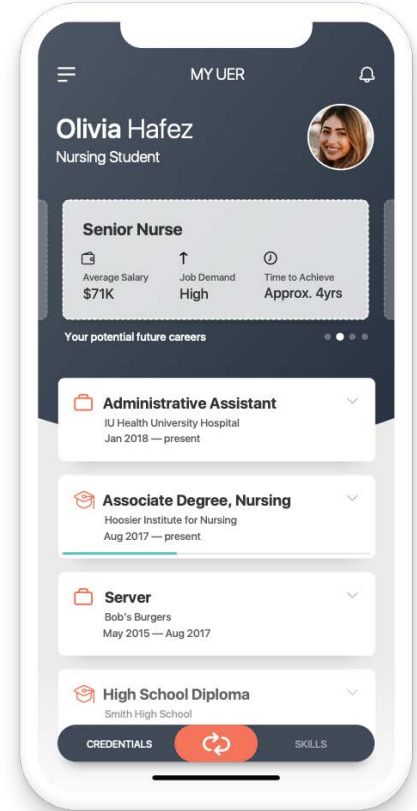 MY UER
Olivia Hafez
Nursing Student
Senior Nurse
Average Salary
$71K
Job Demand
High
Time to Achieve
Approx. 4yrs
Your potential future careers
Administrative Assistant
IU Health University Hospital
Jan 2018 — present
Associate Degree, Nursing
Hoosier Institute for Nursing
Aug 2017 — present
Server
Bob's Burgers
May 2015 — Aug 2017
High School Diploma
Smith High School
CREDENTIALS
SKILLS